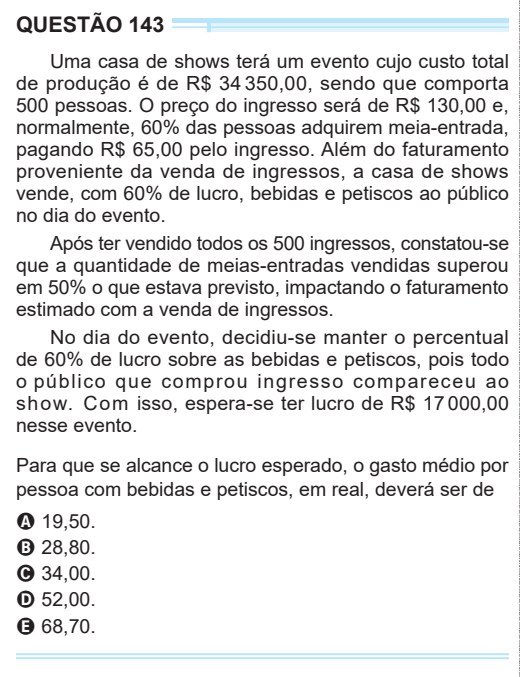 QUESTÃO 143
Uma casa de shows terá um evento cujo custo total
de produção é de R$ 34 350,00, sendo que comporta
500 pessoas. O preço do ingresso será de R$ 130,00 e,
normalmente, 60% das pessoas adquirem meia-entrada,
pagando R$ 65,00 pelo ingresso. Além do faturamento
proveniente da venda de ingressos, a casa de shows
vende, com 60% de lucro, bebidas e petiscos ao público
no dia do evento.
Após ter vendido todos os 500 ingressos, constatou-se
que a quantidade de meias-entradas vendidas superou
em 50% o que estava previsto, impactando o faturamento
estimado com a venda de ingressos.
No dia do evento, decidiu-se manter o percentual
de 60% de lucro sobre as bebidas e petiscos, pois todo
o público que comprou ingresso compareceu ao
show. Com isso, espera-se ter lucro de R$ 17 000,00
nesse evento.
Para que se alcance o lucro esperado, o gasto médio por
pessoa com bebidas e petiscos, em real, deverá ser de
A 19,50.
B 28,80.
C 34,00.
D 52,00.
E 68,70.